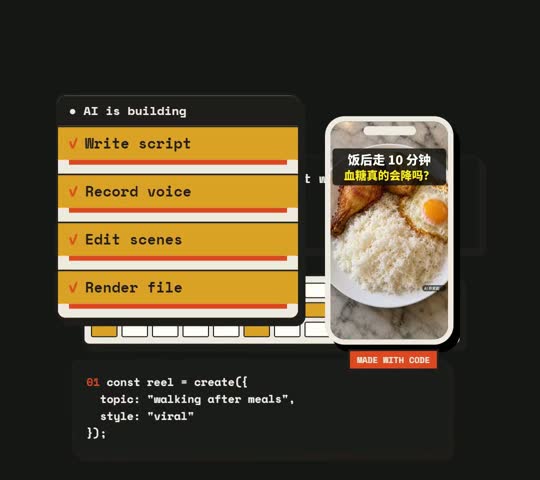 ● AI is building
✓ Write script
✓ Record voice
✓ Edit scenes
✓ Render file
t w
饭后走 10 分钟
血糖真的会降吗?
MADE WITH CODE
01 const reel = create({
topic: "walking after meals",
style: "viral"
});